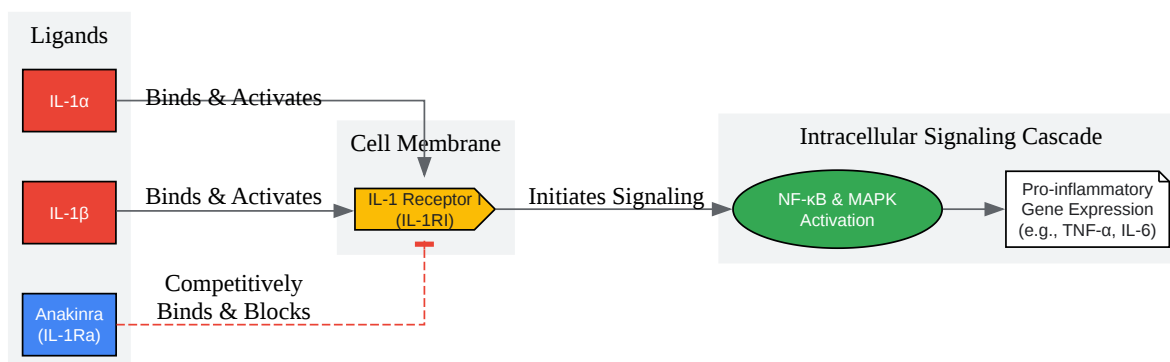 Ligands
IL-1α
Binds & Activates
Cell Membrane
Intracellular Signaling Cascade
IL-1β
Binds & Activates
IL-1 Receptor I
(IL-1RI)
Initiates Signaling
NF-κB & MAPK
Activation
Pro-inflammatory
Gene Expression
(e.g., TNF-α, IL-6)
Anakinra
(IL-1Ra)
Competitively
Binds & Blocks